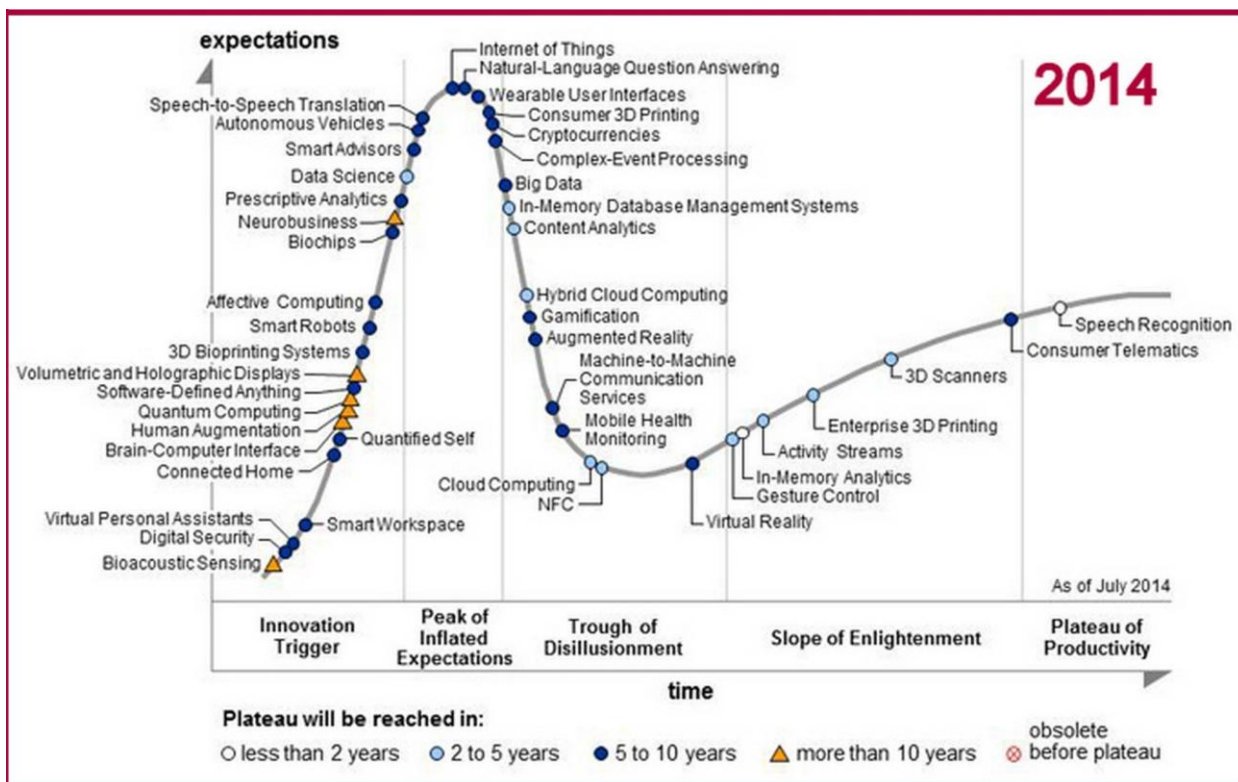 expectations
2014
Internet of Things
Natural-Language Question Answering
Wearable User Interfaces
Consumer 3D Printing
Cryptocurrencies
Complex-Event Processing
Speech-to-Speech Translation
Autonomous Vehicles
Smart Advisors
Data Science
Prescriptive Analytics
Neurobusiness
Biochips
Big Data
In-Memory Database Management Systems
Content Analytics
Affective Computing
Smart Robots
3D Bioprinting Systems
Volumetric and Holographic Displays
Software-Defined Anything
Quantum Computing
Human Augmentation
Brain-Computer Interface
Connected Home
Quantified Self
Hybrid Cloud Computing
Gamification
Augmented Reality
Machine-to-Machine
Communication
Services
Mobile Health
Monitoring
Cloud Computing
NFC
Virtual Personal Assistants
Digital Security
Bioacoustic Sensing
Smart Workspace
Speech Recognition
Consumer Telematics
3D Scanners
Enterprise 3D Printing
Activity Streams
In-Memory Analytics
Gesture Control
Virtual Reality
As of July 2014
Innovation
Trigger
Peak of
Inflated
Expectations
Trough of
Disillusionment
Slope of Enlightenment
Plateau of
Productivity
time
Plateau will be reached in:
less than 2 years
2 to 5 years
5 to 10 years
more than 10 years
obsolete
before plateau